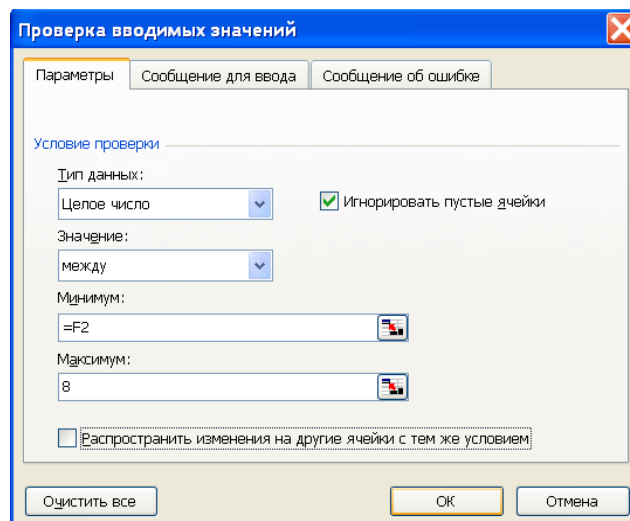 Проверка вводимых значений
Параметры
Сообщение для ввода
Сообщение об ошибке
Условие проверки
Тип данных:
Целое число
Игнорировать пустые ячейки
Значение:
между
Минимум:
=F2
Максимум:
8
Распространить изменения на другие ячейки с тем же условием
Очистить все
ОК
Отмена